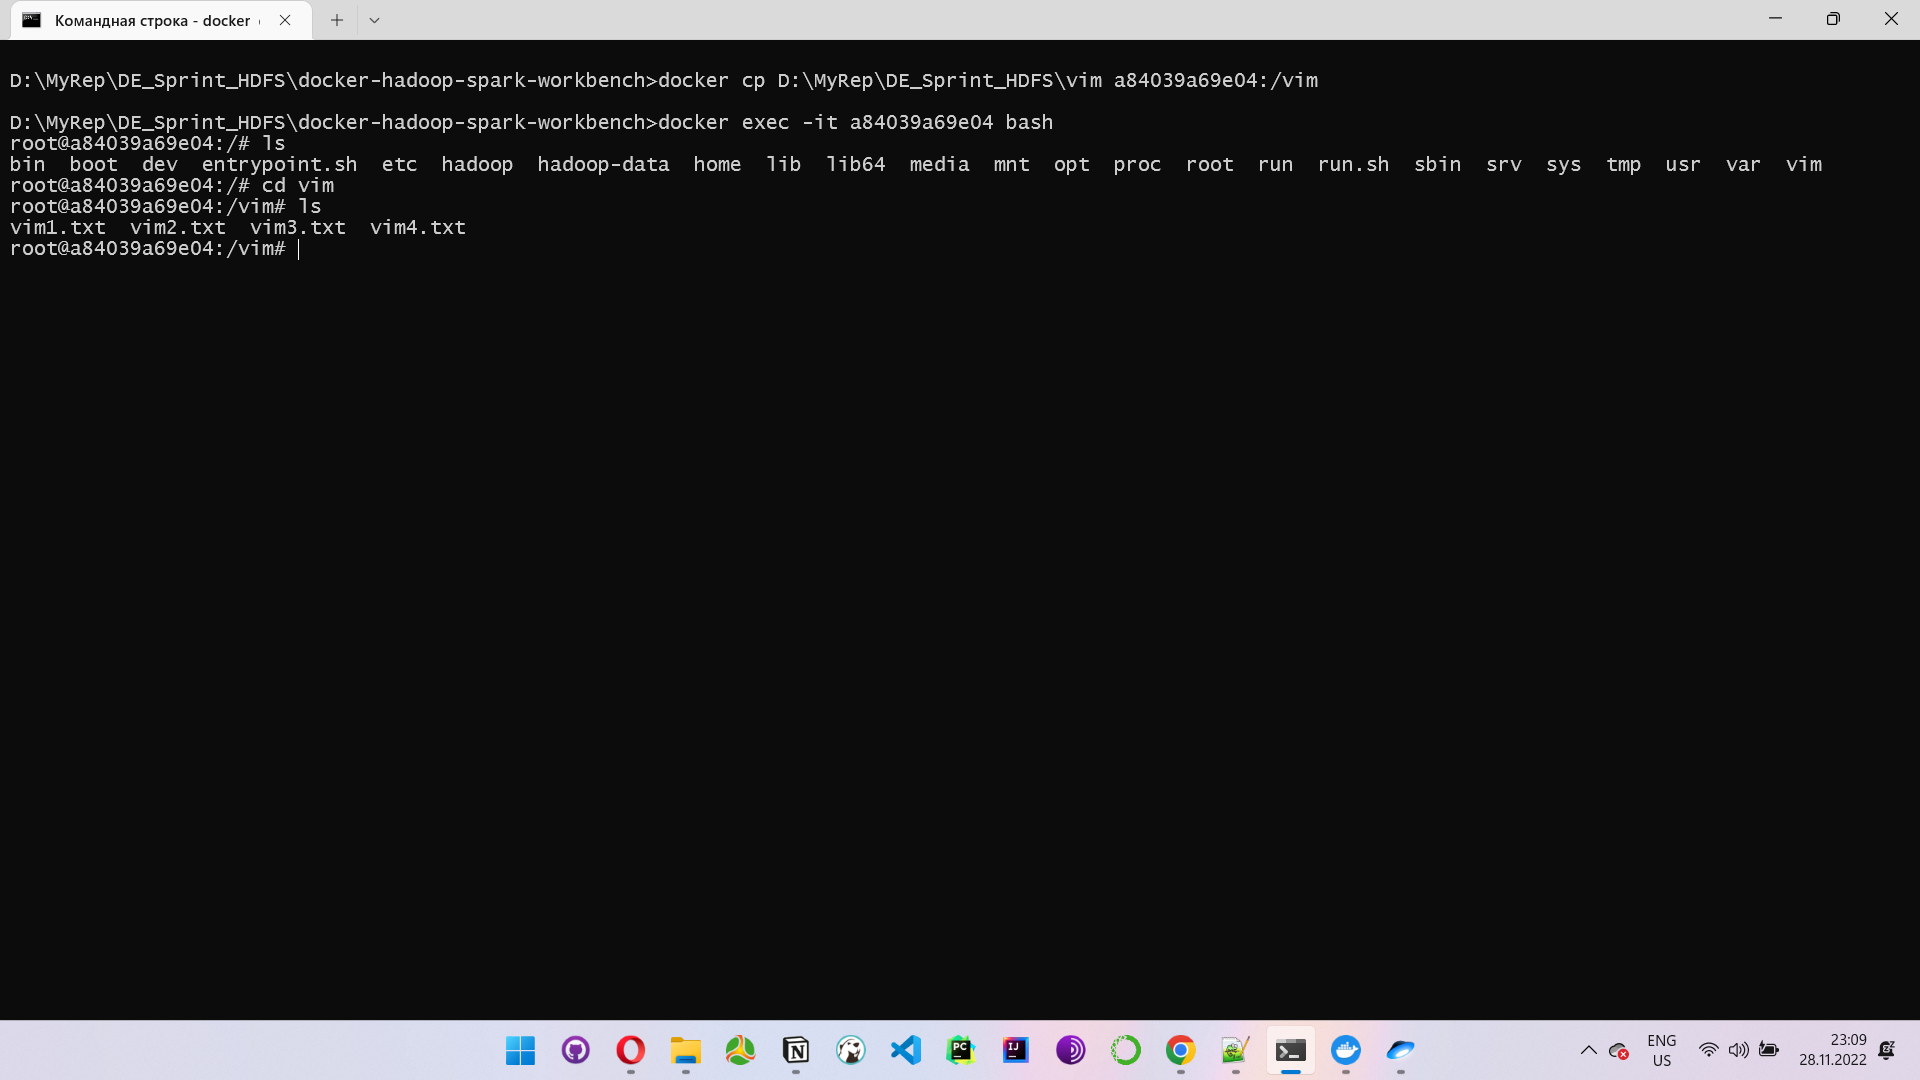 Командная строка - docker
D:\MyRep\DE_Sprint_HDFS\docker-hadoop-spark-workbench>docker cp D:\MyRep\DE_Sprint_HDFS\vim a84039a69e04:/vim
D:\MyRep\DE_Sprint_HDFS\docker-hadoop-spark-workbench>docker exec -it a84039a69e04 bash
root@a84039a69e04:/# ls
bin  boot  dev  entrypoint.sh  etc  hadoop  hadoop-data  home  lib  lib64  media  mnt  opt  proc  root  run  run.sh  sbin  srv  sys  tmp  usr  var  vim
root@a84039a69e04:/# cd vim
root@a84039a69e04:/vim# ls
vim1.txt  vim2.txt  vim3.txt  vim4.txt
root@a84039a69e04:/vim#
ENG
US
23:09
28.11.2022